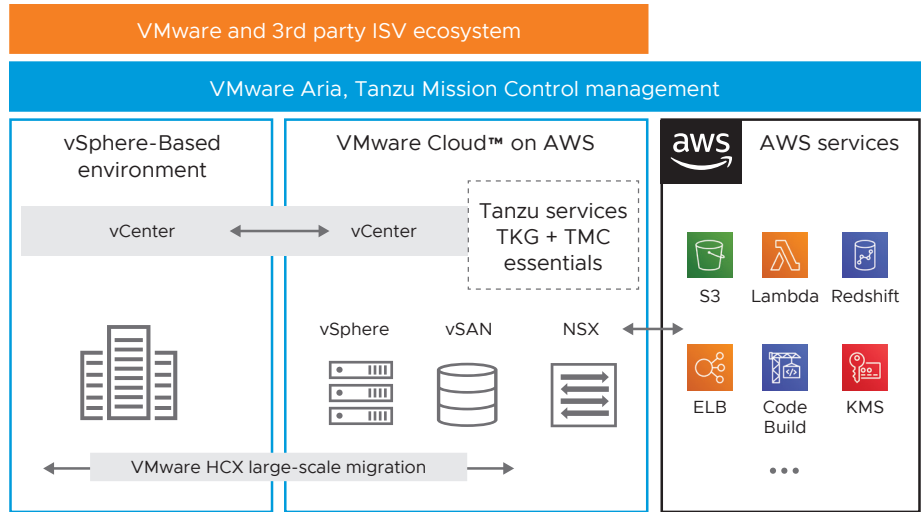 VMware and 3rd party ISV ecosystem
VMware Aria, Tanzu Mission Control management
vSphere-Based
environment
vCenter
VMware Cloud™ on AWS
vCenter
Tanzu services
TKG + TMC
essentials
vSphere
vSAN
NSX
VMware HCX large-scale migration
aws
AWS services
S3
Lambda
Redshift
ELB
Code
Build
KMS